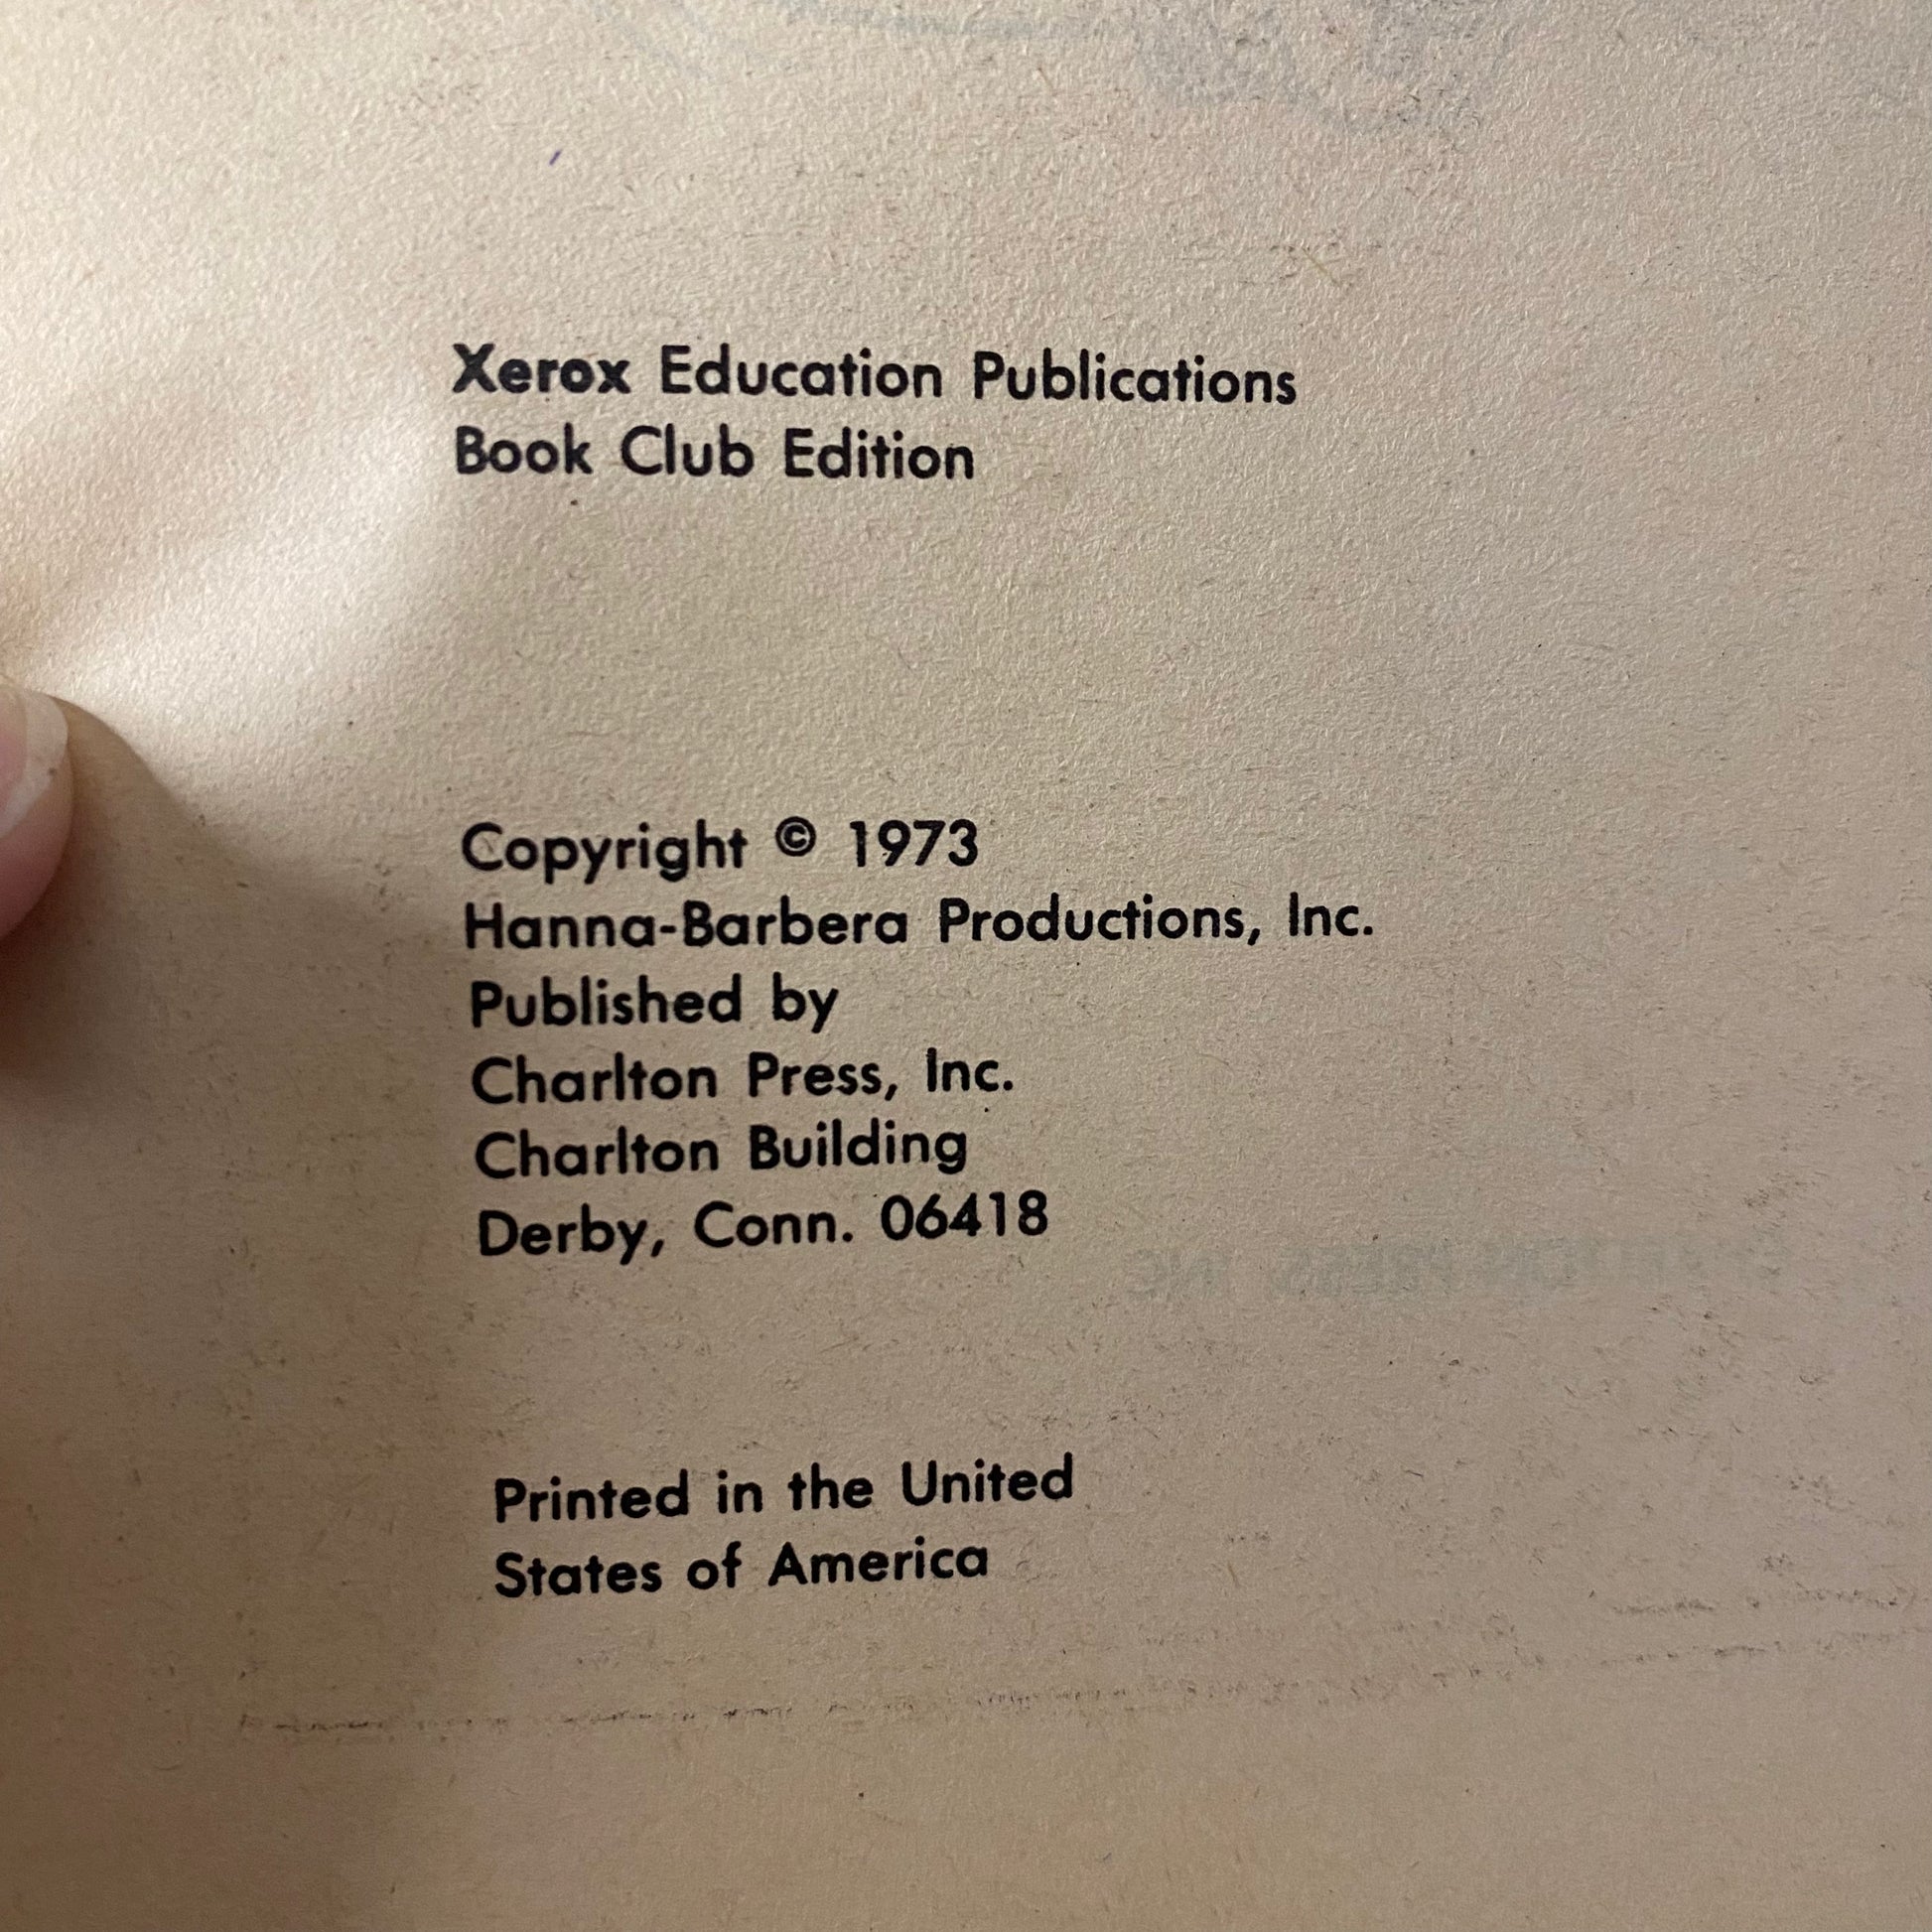 Xerox Education Publications
Book Club Edition
Copyright © 1973
Hanna-Barbera Productions, Inc.
Published by
Charlton Press, Inc.
Charlton Building
Derby, Conn. 06418
Printed in the United
States of America